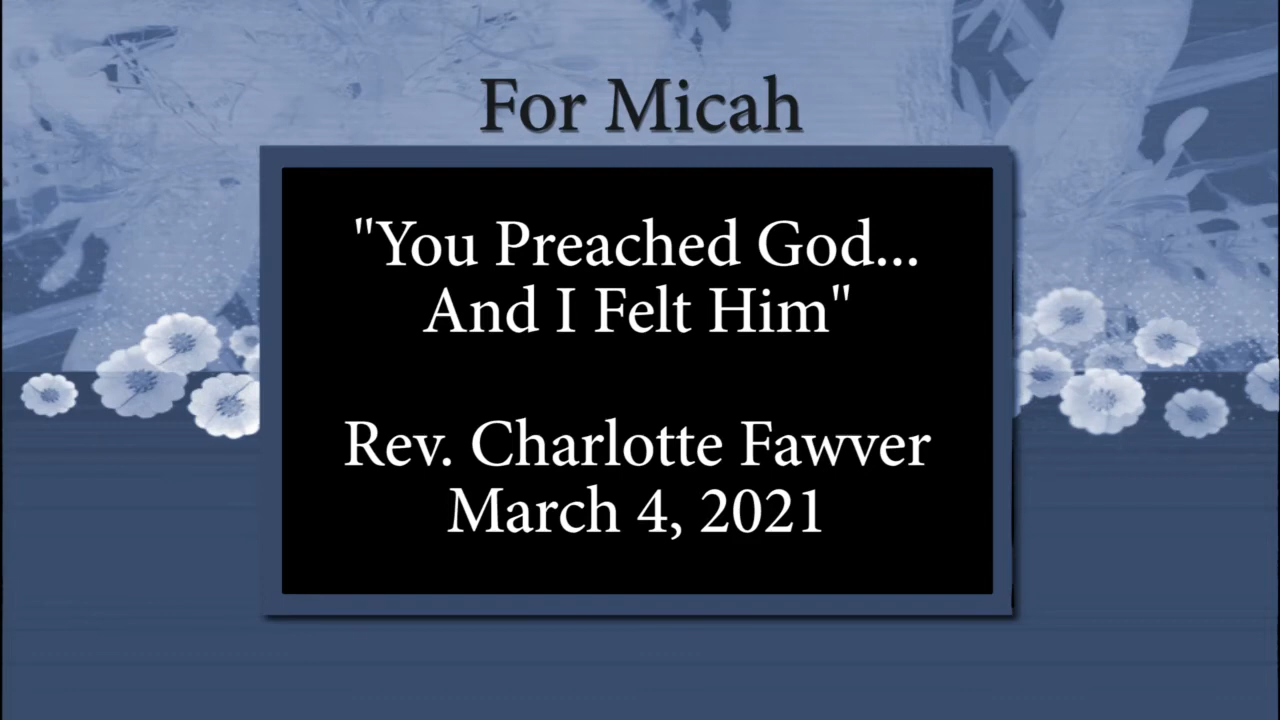 For Micah
"You Preached God...
And I Felt Him"
Rev. Charlotte Fawver
March 4, 2021